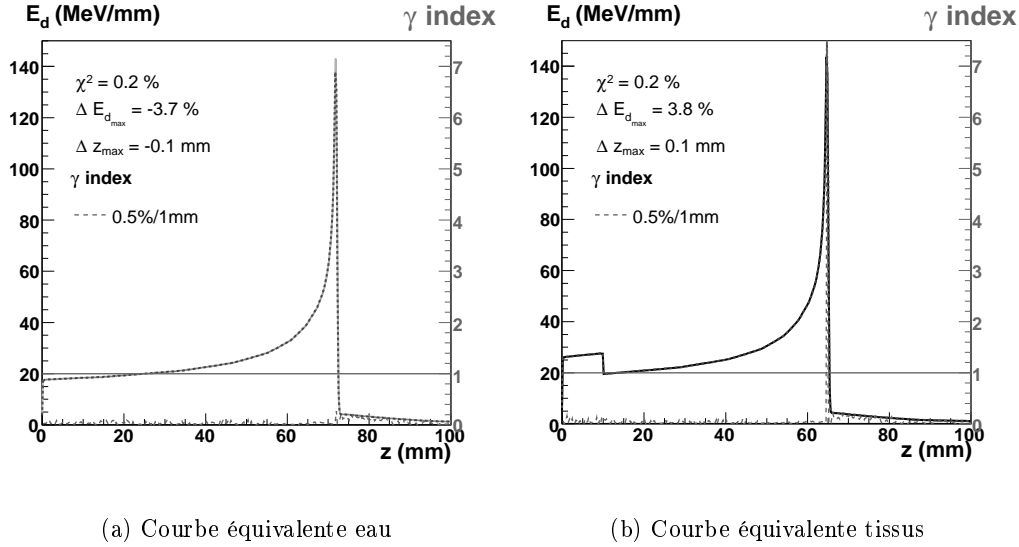 E_d (MeV/mm)
γ index
140
120
100
80
60
40
20
0
χ² = 0.2 %
Δ E_dmax = -3.7 %
Δ z_max = -0.1 mm
γ index
0.5%/1mm
7
6
5
4
3
2
1
0
0 20 40 60 80 100
z (mm)
(a) Courbe équivalente eau
E_d (MeV/mm)
γ index
140
120
100
80
60
40
20
0
χ² = 0.2 %
Δ E_dmax = 3.8 %
Δ z_max = 0.1 mm
γ index
0.5%/1mm
7
6
5
4
3
2
1
0
0 20 40 60 80 100
z (mm)
(b) Courbe équivalente tissus